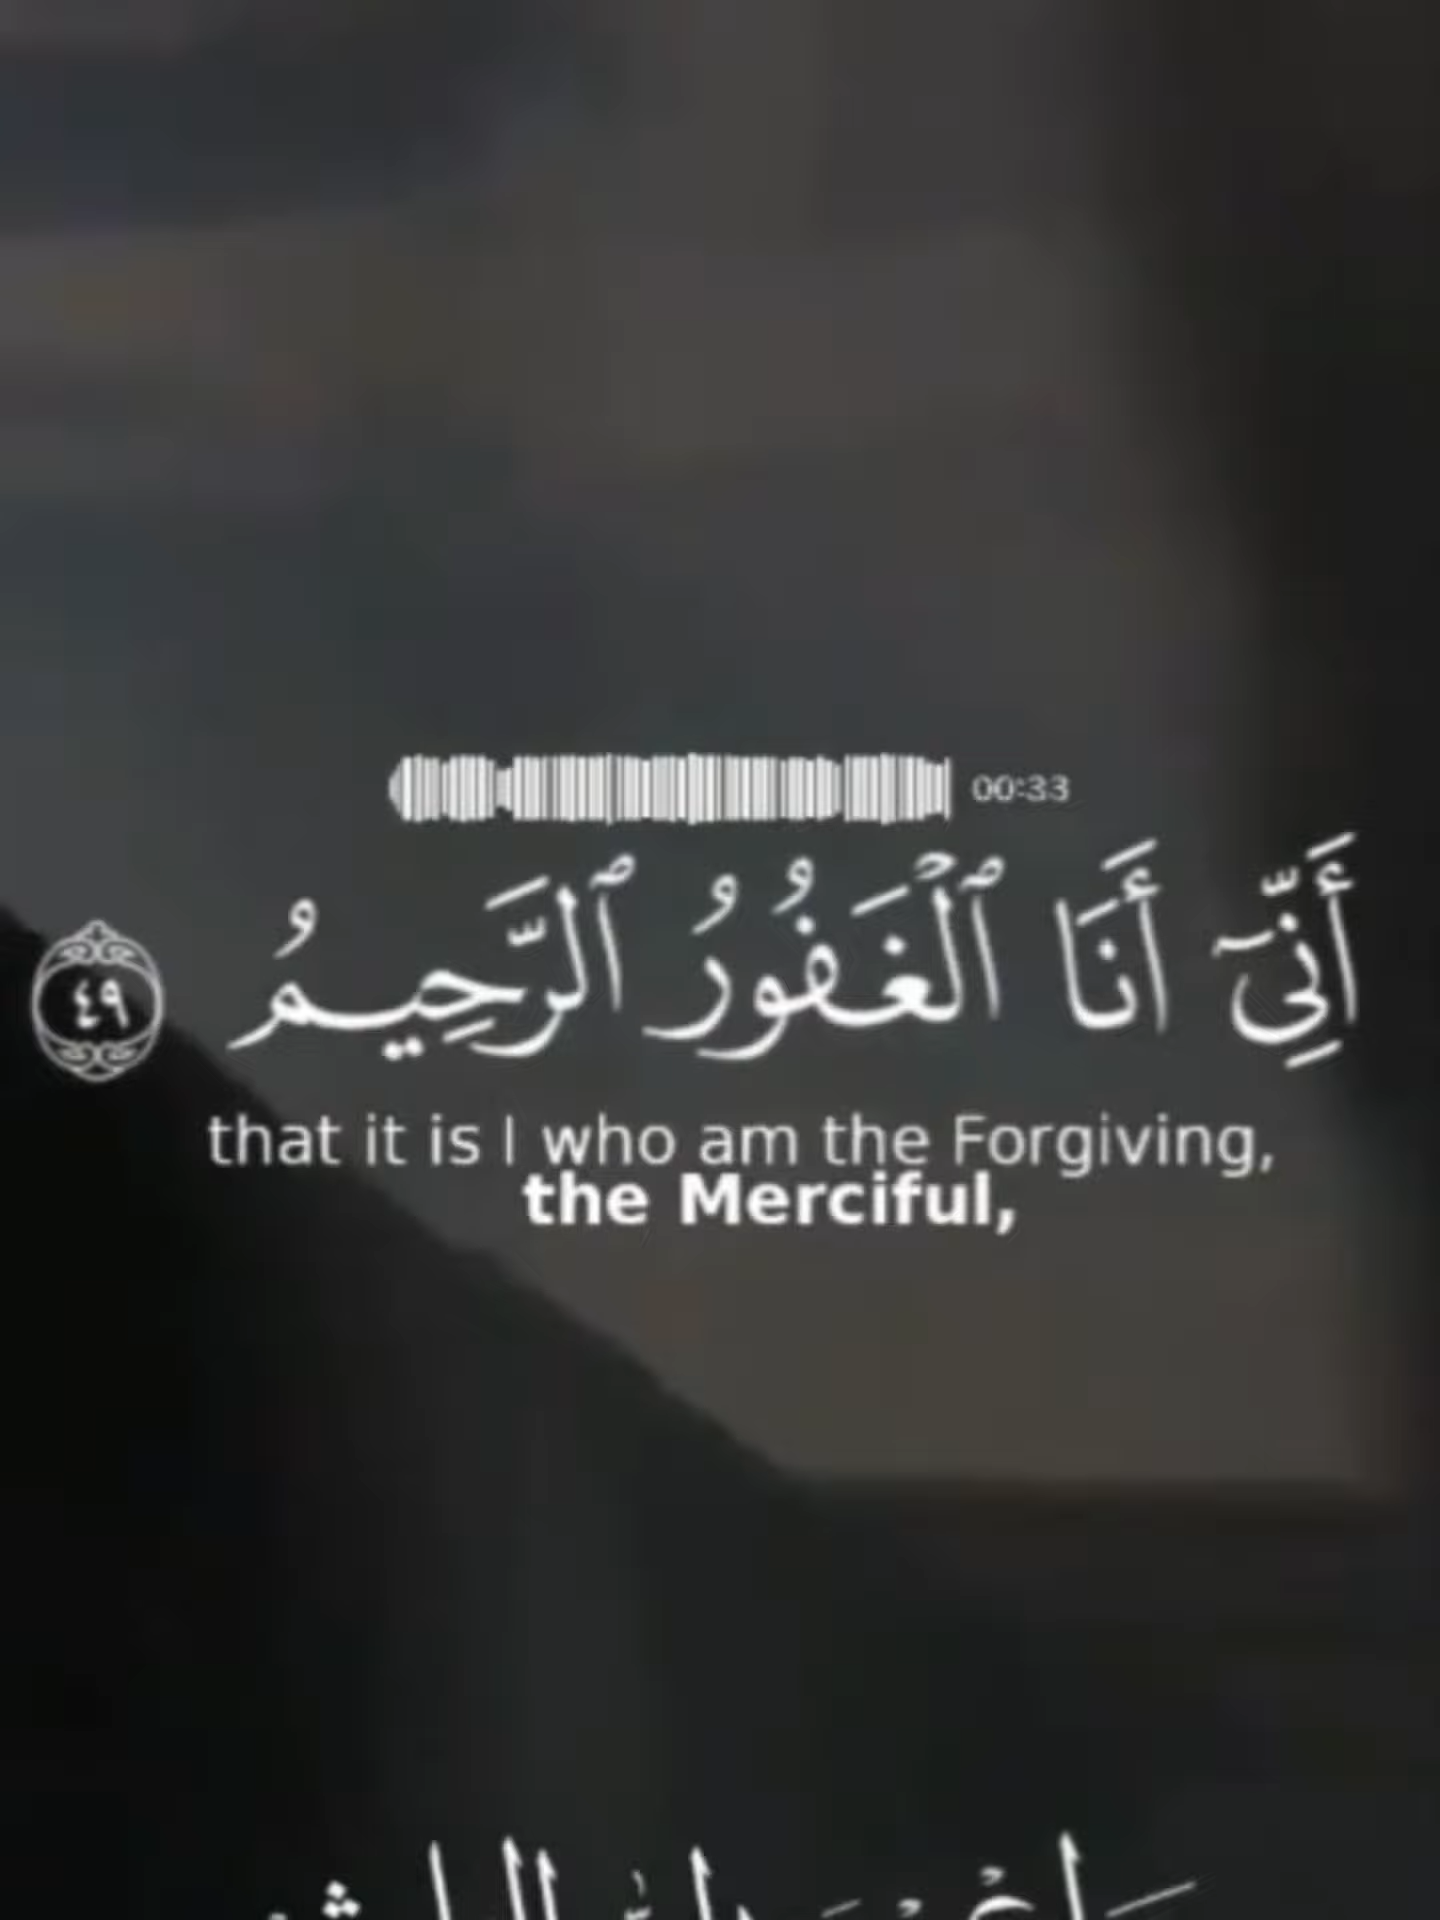 00:33
أَنِّىٓ أَنَا ٱلْغَفُورُ ٱلرَّحِيمُ ٤٩
that it is I who am the Forgiving,
the Merciful,